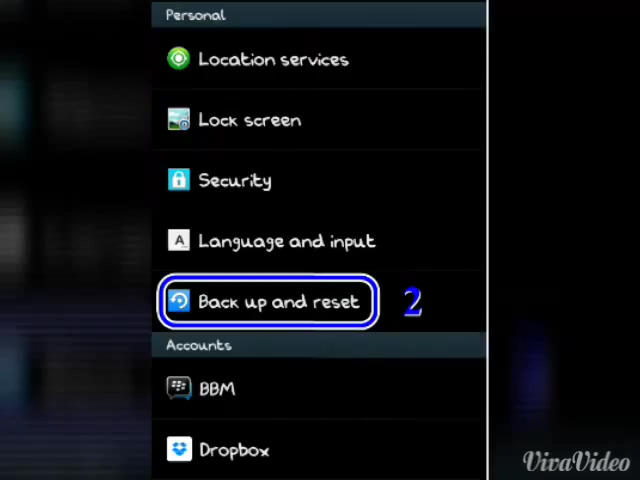 Personal
Location services
Lock screen
Security
A
Language and input
Back up and reset
2
Accounts
BBM
Dropbox
VivaVideo